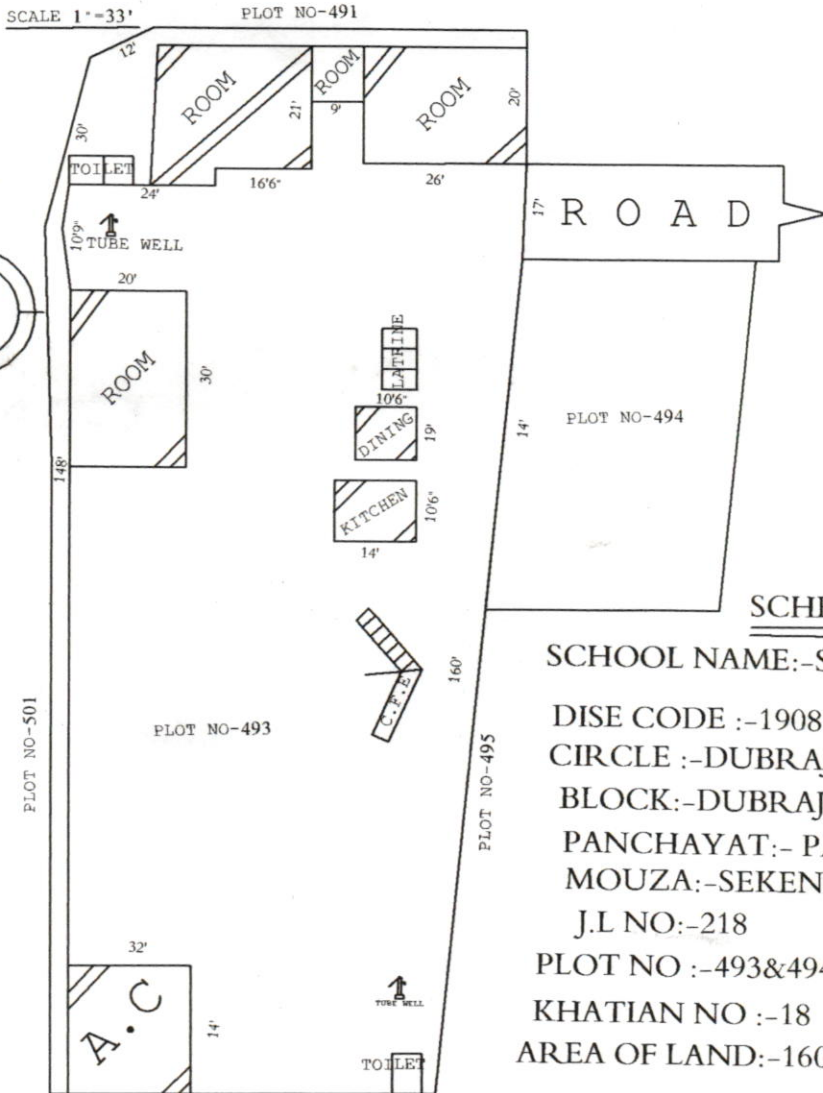 SCALE 1"=33'
PLOT NO-491
12'
ROOM
ROOM
ROOM
21'
9'
20'
30'
TOILET
24'
16'6"
26'
17'
ROAD
10'9"
TUBE WELL
20'
ROOM
30'
LATRINE
10'6"
DINING
19'
14'
PLOT NO-494
148'
KITCHEN
10'6"
14'
C.F.E
160'
PLOT NO-501
PLOT NO-493
PLOT NO-495
SCHOOL NAME:-S
DISE CODE :-1908
CIRCLE :-DUBRAJ
BLOCK:-DUBRAJ
PANCHAYAT:- PA
MOUZA:-SEKEN
J.L NO:-218
PLOT NO :-493&494
KHATIAN NO :-18
AREA OF LAND:-160
32'
A.C
14'
TUBE WELL
TOILET